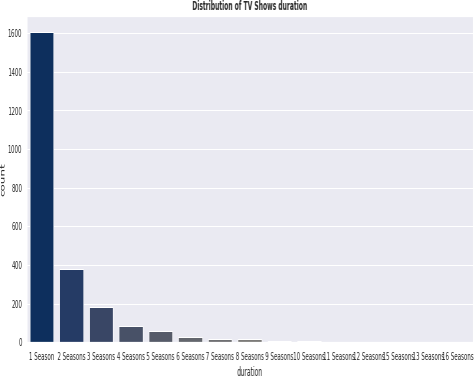 Distribution of TV Shows duration
1600
1400
1200
1000
800
600
400
200
0
count
1 Season 2 Seasons 3 Seasons 4 Seasons 5 Seasons 6 Seasons 7 Seasons 8 Seasons 9 Seasons 10 Seasons 11 Seasons 12 Seasons 15 Seasons 13 Seasons 16 Seasons
duration